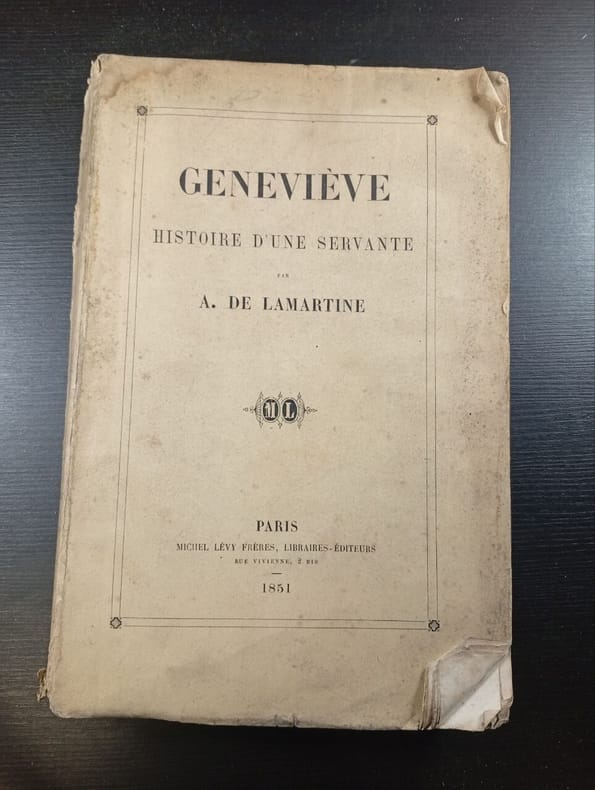 GENEVIÈVE
HISTOIRE D'UNE SERVANTE
PAR
A. DE LAMARTINE
ML
PARIS
MICHEL LÉVY FRÈRES, LIBRAIRES-ÉDITEURS
RUE VIVIENNE, 2 BIS
1851